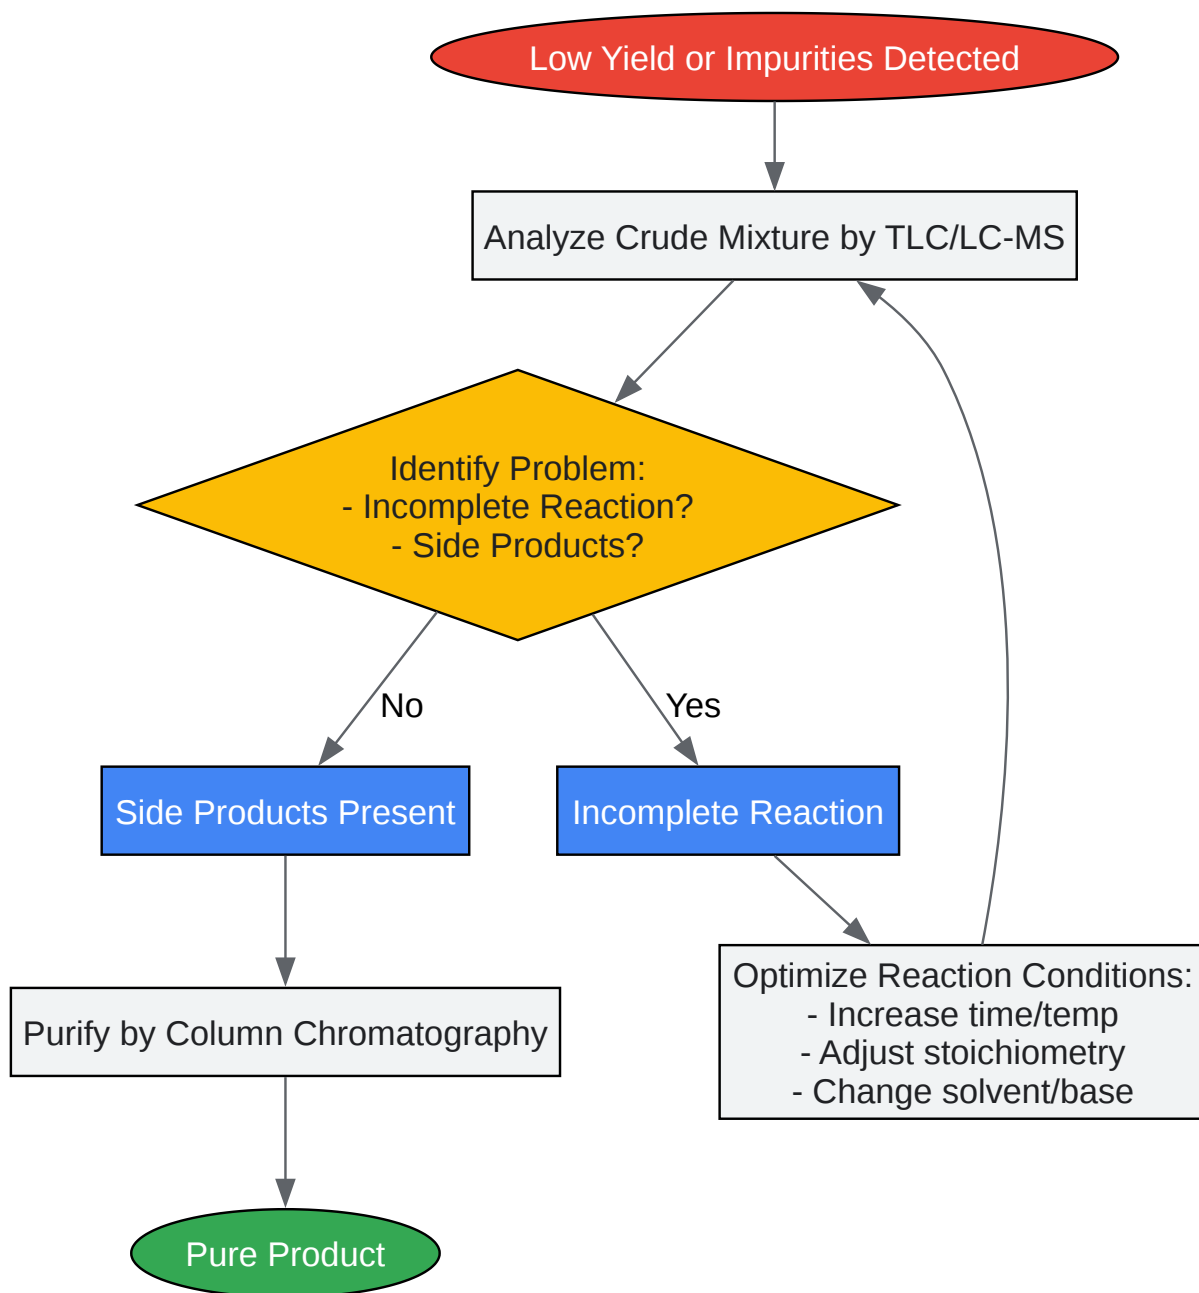 Low Yield or Impurities Detected
Analyze Crude Mixture by TLC/LC-MS
Identify Problem:
- Incomplete Reaction?
- Side Products?
No
Yes
Side Products Present
Incomplete Reaction
Optimize Reaction Conditions:
- Increase time/temp
- Adjust stoichiometry
- Change solvent/base
Purify by Column Chromatography
Pure Product